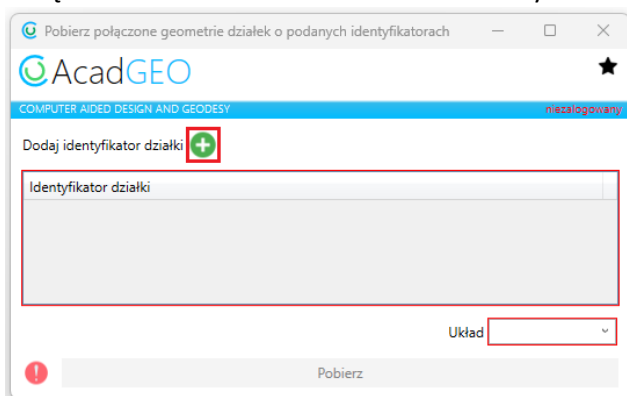 Pobierz połączone geometrie działek o podanych identyfikatorach
AcadGEO
COMPUTER AIDED DESIGN AND GEODESY niezalogowany
Dodaj identyfikator działki
Identyfikator działki
Układ
Pobierz